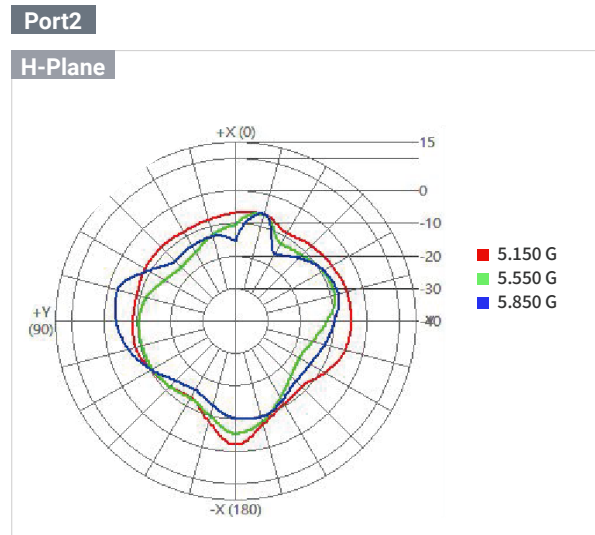 Port2
H-Plane
+X (0)
15
0
-10
-20
-30
-40
+Y
(90)
-X (180)
5.150 G
5.550 G
5.850 G